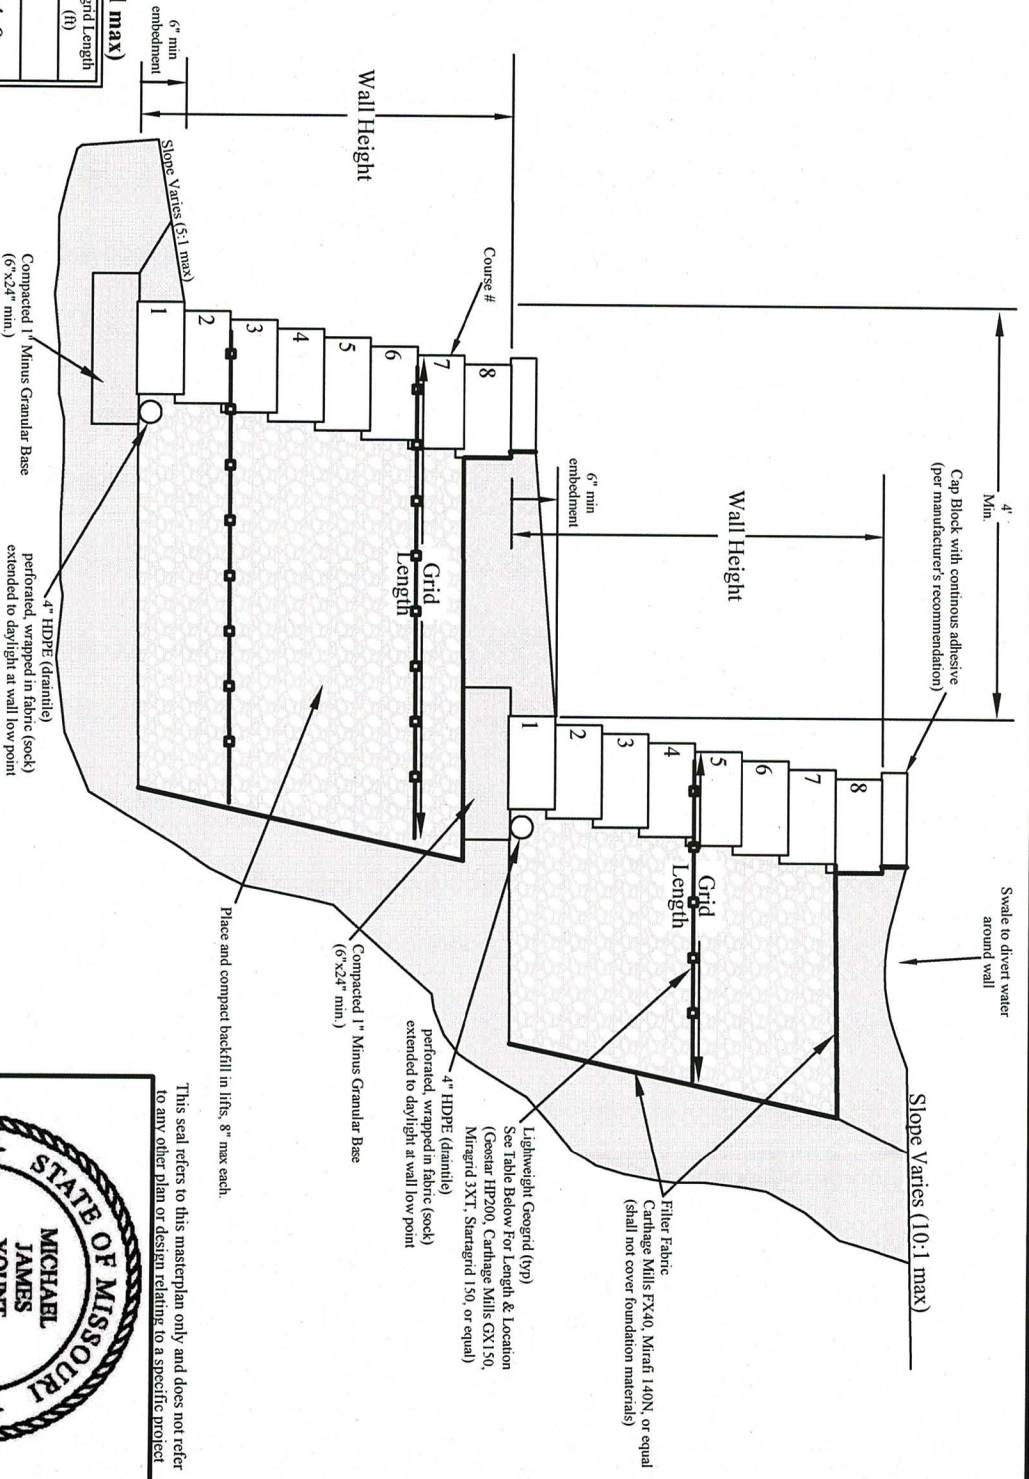 Swale to divert water
around wall
Slope Varies (10:1 max)
4'
Min.
Cap Block with continous adhesive
(per manufacturer's recommendation)
Wall Height
6" min
embedment
8
7
6
5
4
3
2
1
Grid
Length
Filter Fabric
Carthage Mills FX40, Mirafi 140N, or equal
(shall not cover foundation materials)
Lightweight Geogrid (typ)
See Table Below For Length & Location
(Geostar HP200, Carthage Mills GX150,
Miragrid 3XT, Startagrid 150, or equal)
4" HDPE (draintile)
perforated, wrapped in fabric (sock)
extended to daylight at wall low point
Compacted 1" Minus Granular Base
(6"x24" min.)
Place and compact backfill in lifts, 8" max each.
Course #
Wall Height
8
7
6
5
4
3
2
1
Grid
Length
6" min
embedment
Slope Varies (5:1 max)
Compacted 1" Minus Granular Base
(6"x24" min.)
4" HDPE (draintile)
perforated, wrapped in fabric (sock)
extended to daylight at wall low point
max)
grid Length
(ft)
This seal refers to this masterplan only and does not refer
to any other plan or design relating to a specific project
STATE OF MISSOURI
MICHAEL
JAMES